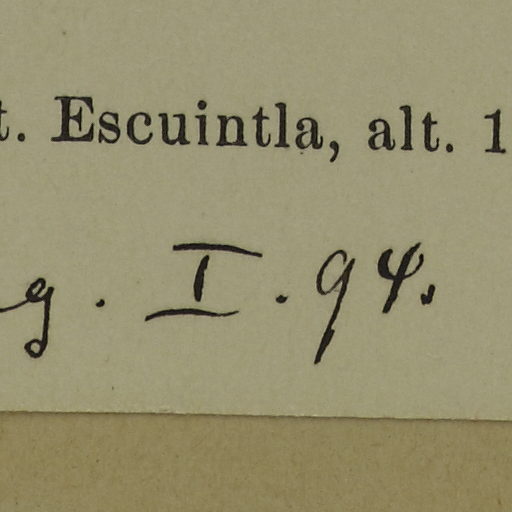 t. Escuintla, alt. 1
g. I. 94.